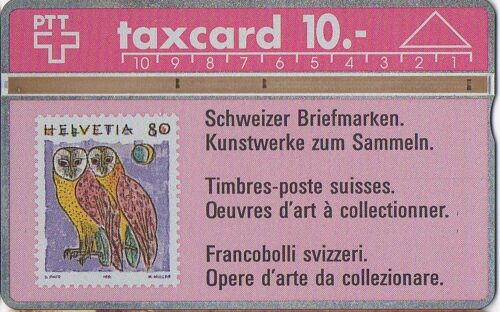 PTT
taxcard 10.-
10 9 8 7 6 5 4 3 2 1
HELVETIA 80
Schweizer Briefmarken.
Kunstwerke zum Sammeln.
Timbres-poste suisses.
Oeuvres d'art à collectionner.
Francobolli svizzeri.
Opere d'arte da collezionare.